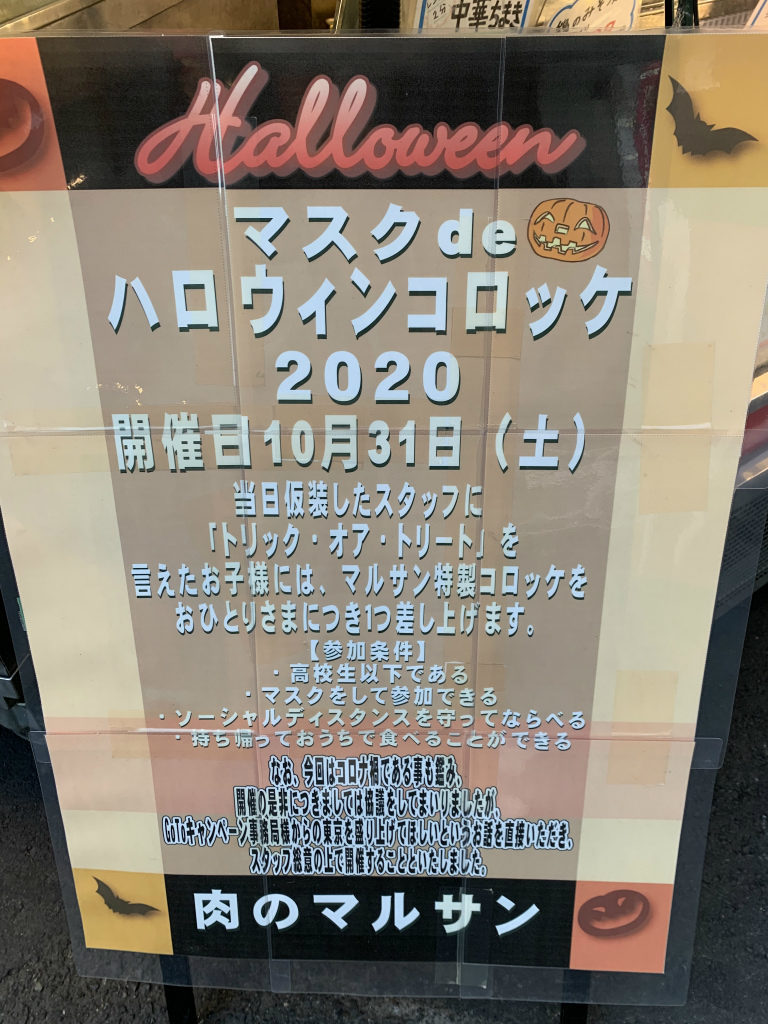 中華ちまき
Halloween
マスクde
ハロウィンコロッケ
2020
開催日10月31日（土）
当日仮装したスタッフに
「トリック・オア・トリート」を
言えたお子様には、マルサン特製コロッケを
おひとりさまにつき1つ差し上げます。
【参加条件】
・高校生以下である
・マスクをして参加できる
・ソーシャルディスタンスを守ってならべる
・持ち帰っておうちで食べることができる
なお、今回はコロナ禍である事も鑑み、
開催の是非につきましては協議をしてまいりましたが、
GoToキャンペーン事務局様からの東京を盛り上げてほしいというお話を直接いただき、
スタッフ総意の上で開催することといたしました。
肉のマルサン